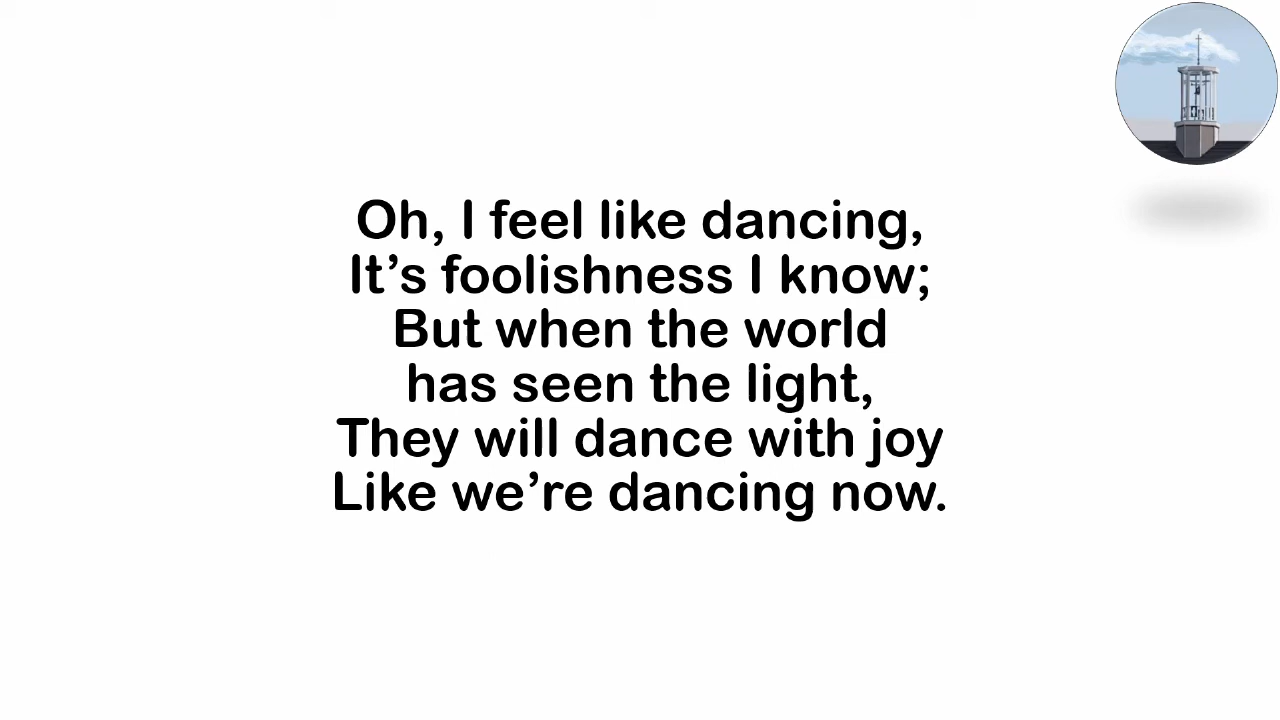 Oh, I feel like dancing,
It’s foolishness I know;
But when the world
has seen the light,
They will dance with joy
Like we’re dancing now.